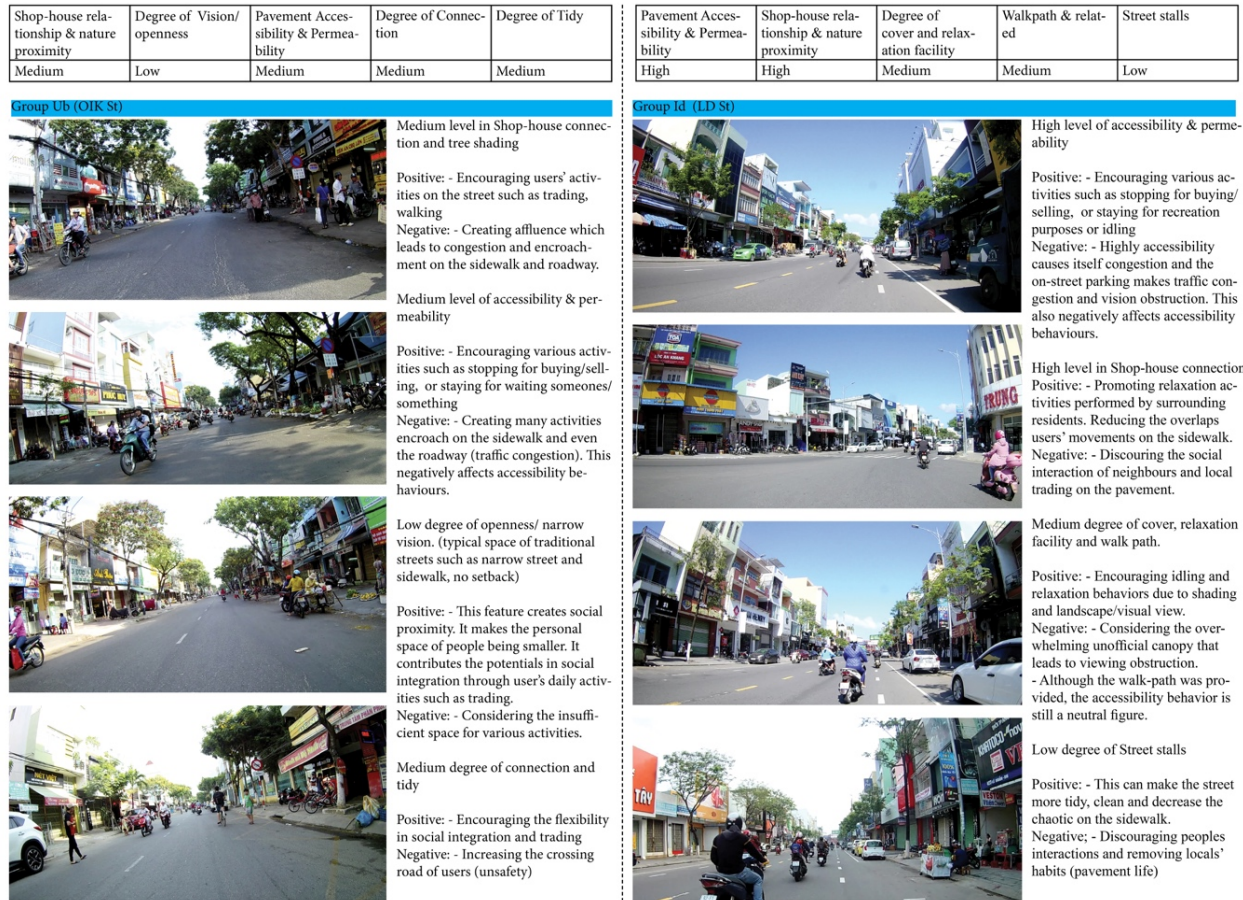 Shop-house rela-
tionship & nature
proximity
Degree of Vision/
openness
Pavement Acces-
sibility & Permea-
bility
Degree of Connec-
tion
Degree of Tidy
Medium
Low
Medium
Medium
Medium
Group Ub (OIK St)
Medium level in Shop-house connec-
tion and tree shading
Positive: - Encouraging users' activ-
ities on the street such as trading,
walking
Negative: - Creating affluence which
leads to congestion and encroach-
ment on the sidewalk and roadway.
Medium level of accessibility & per-
meability
Positive: - Encouraging various activ-
ities such as stopping for buying/sell-
ing, or staying for waiting someones/
something
Negative: - Creating many activities
encroach on the sidewalk and even
the roadway (traffic congestion). This
negatively affects accessibility be-
haviours.
Low degree of openness/ narrow
vision. (typical space of traditional
streets such as narrow street and
sidewalk, no setback)
Positive: - This feature creates social
proximity. It makes the personal
space of people being smaller. It
contributes the potentials in social
integration through user's daily activ-
ities such as trading.
Negative: - Considering the insuffi-
cient space for various activities.
Medium degree of connection and
tidy
Positive: - Encouraging the flexibility
in social integration and trading
Negative: - Increasing the crossing
road of users (unsafety)
Pavement Acces-
sibility & Permea-
bility
Shop-house rela-
tionship & nature
proximity
Degree of
cover and relax-
ation facility
Walkpath & relat-
ed
Street stalls
High
High
Medium
Medium
Low
Group Id (LD St)
TRUNG
TÂY
High level of accessibility & perme-
ability
Positive: - Encouraging various ac-
tivities such as stopping for buying/
selling, or staying for recreation
purposes or idling
Negative: - Highly accessibility
causes itself congestion and the
on-street parking makes traffic con-
gestion and vision obstruction. This
also negatively affects accessibility
behaviours.
High level in Shop-house connection
Positive: - Promoting relaxation ac-
tivities performed by surrounding
residents. Reducing the overlaps
users' movements on the sidewalk.
Negative: - Discouring the social
interaction of neighbours and local
trading on the pavement.
Medium degree of cover, relaxation
facility and walk path.
Positive: - Encouraging idling and
relaxation behaviors due to shading
and landscape/visual view.
Negative: - Considering the over-
whelming unofficial canopy that
leads to viewing obstruction.
- Although the walk-path was pro-
vided, the accessibility behavior is
still a neutral figure.
Low degree of Street stalls
Positive: - This can make the street
more tidy, clean and decrease the
chaotic on the sidewalk.
Negative; - Discouraging peoples
interactions and removing locals'
habits (pavement life)